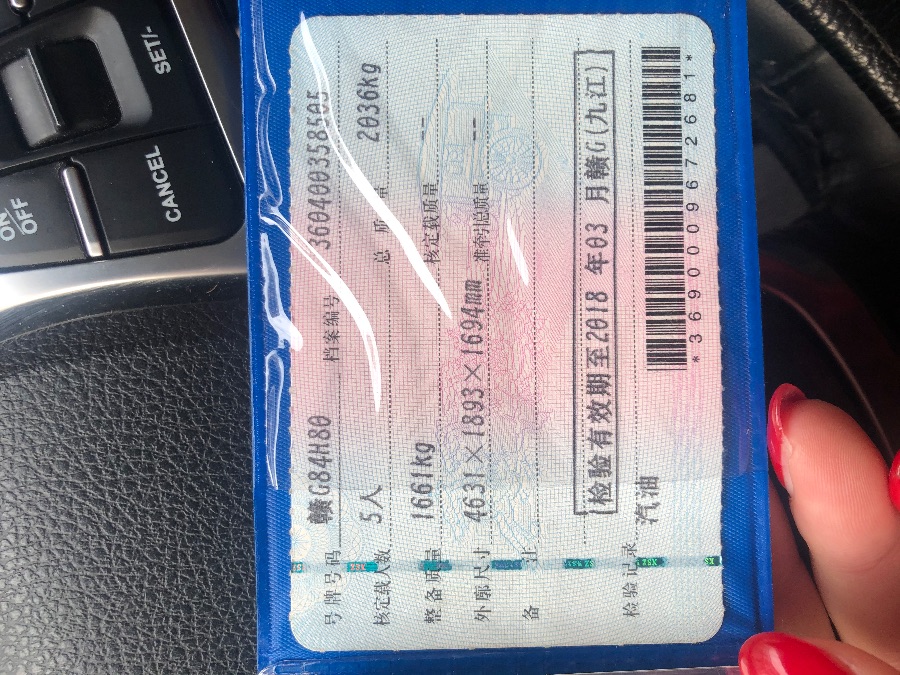 号牌号码 赣G84H80 档案编号 360400358505
核定载人数 5人 总质量 2036kg
整备质量 1661kg 核定载质量 --
外廓尺寸 4631×1893×1694mm 准牵引总质量 --
备
检验有效期至2018 年03 月赣G(九江)
检验记录 汽油
*3690009672681*
SET/-
CANCEL
ON
OFF